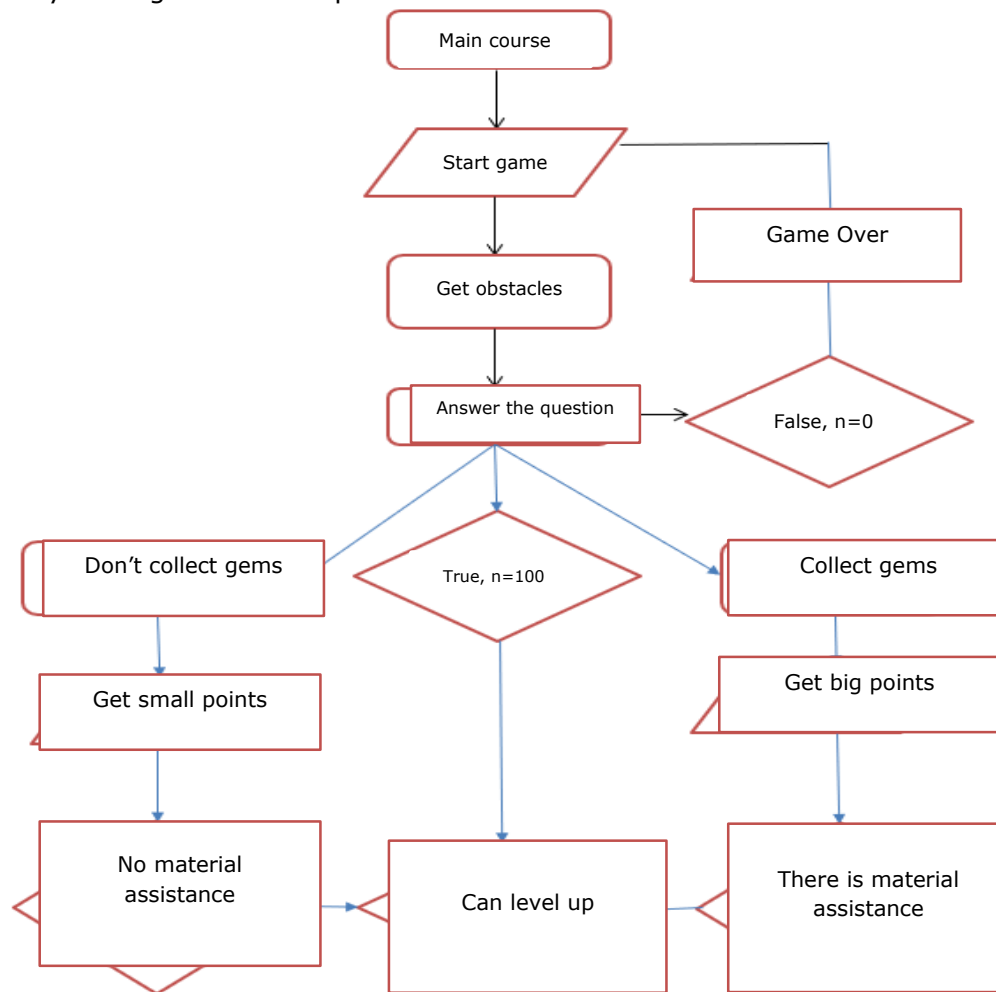 Main course
Start game
Game Over
Get obstacles
Answer the question
False, n=0
Don’t collect gems
True, n=100
Collect gems
Get small points
Get big points
No material
assistance
Can level up
There is material
assistance